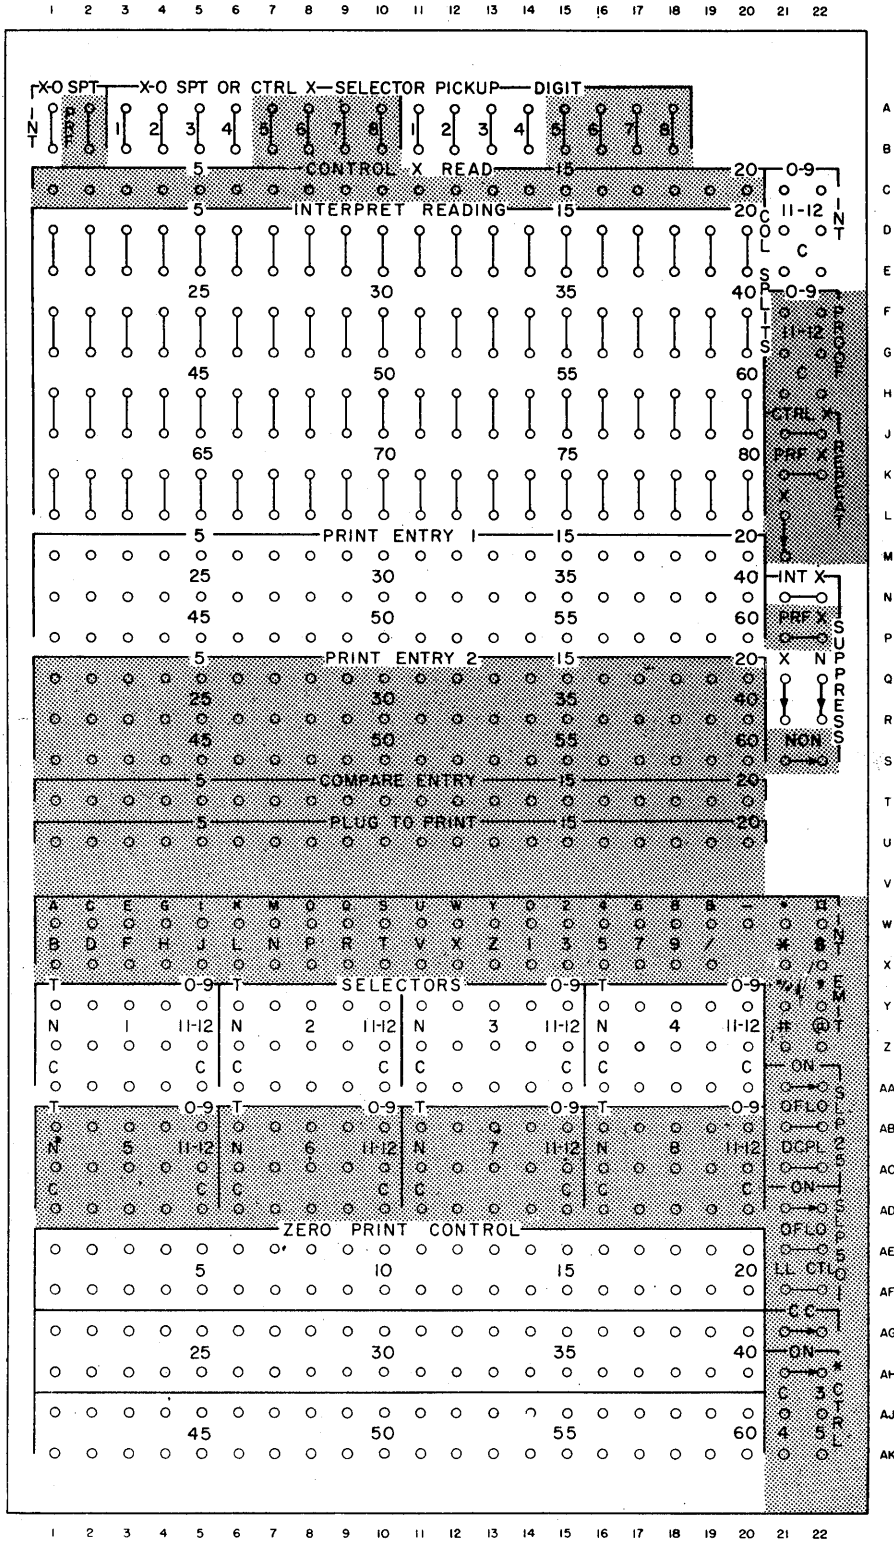 1 2 3 4 5 6 7 8 9 10 11 12 13 14 15 16 17 18 19 20 21 22
X-O SPT X-O SPT OR CTRL X—SELECTOR PICKUP—DIGIT
A
INT PRF 1 2 3 4 5 6 7 8 1 2 3 4 5 6 7 8
B
5 CONTROL X READ 15 20 0-9
C
5 INTERPRET READING 15 20 11-12 INT
COL SPLITS
D
C
E
25 30 35 40 0-9
F
11-12 PROOF
G
45 50 55 60 C
H
CTRL X
J
65 70 75 80 PRF X REPEAT
K
X
L
5 PRINT ENTRY 1 15 20
M
25 30 35 40 INT X
N
45 50 55 60 PRF X SUPPRESS
P
5 PRINT ENTRY 2 15 20 X N
Q
25 30 35 40
R
45 50 55 60 NON
S
5 COMPARE ENTRY 15 20
T
5 PLUG TO PRINT 15 20
U
V
A C E G I K M O Q S U W Y 0 2 4 6 8 & — • ¤ INT EMIT
W
B D F H J L N P R T V X Z 1 3 5 7 9 / * $
X
T 0-9 T SELECTORS 0-9 T 0-9 T 0-9
Y
N 1 11-12 N 2 11-12 N 3 11-12 N 4 11-12 # @
Z
C C C C C C C C ON
AA
T 0-9 T 0-9 T 0-9 T 0-9 OFLO SLP 25
AB
N 5 11-12 N 6 11-12 N 7 11-12 N 8 11-12 DCPL
AC
C C C C C C C C ON
AD
ZERO PRINT CONTROL OFLO SLP 50
AE
5 10 15 20 LL CTL
AF
CC
AG
25 30 35 40 ON
AH
C 3 * CTRL
AJ
45 50 55 60 4 5
AK
1 2 3 4 5 6 7 8 9 10 11 12 13 14 15 16 17 18 19 20 21 22